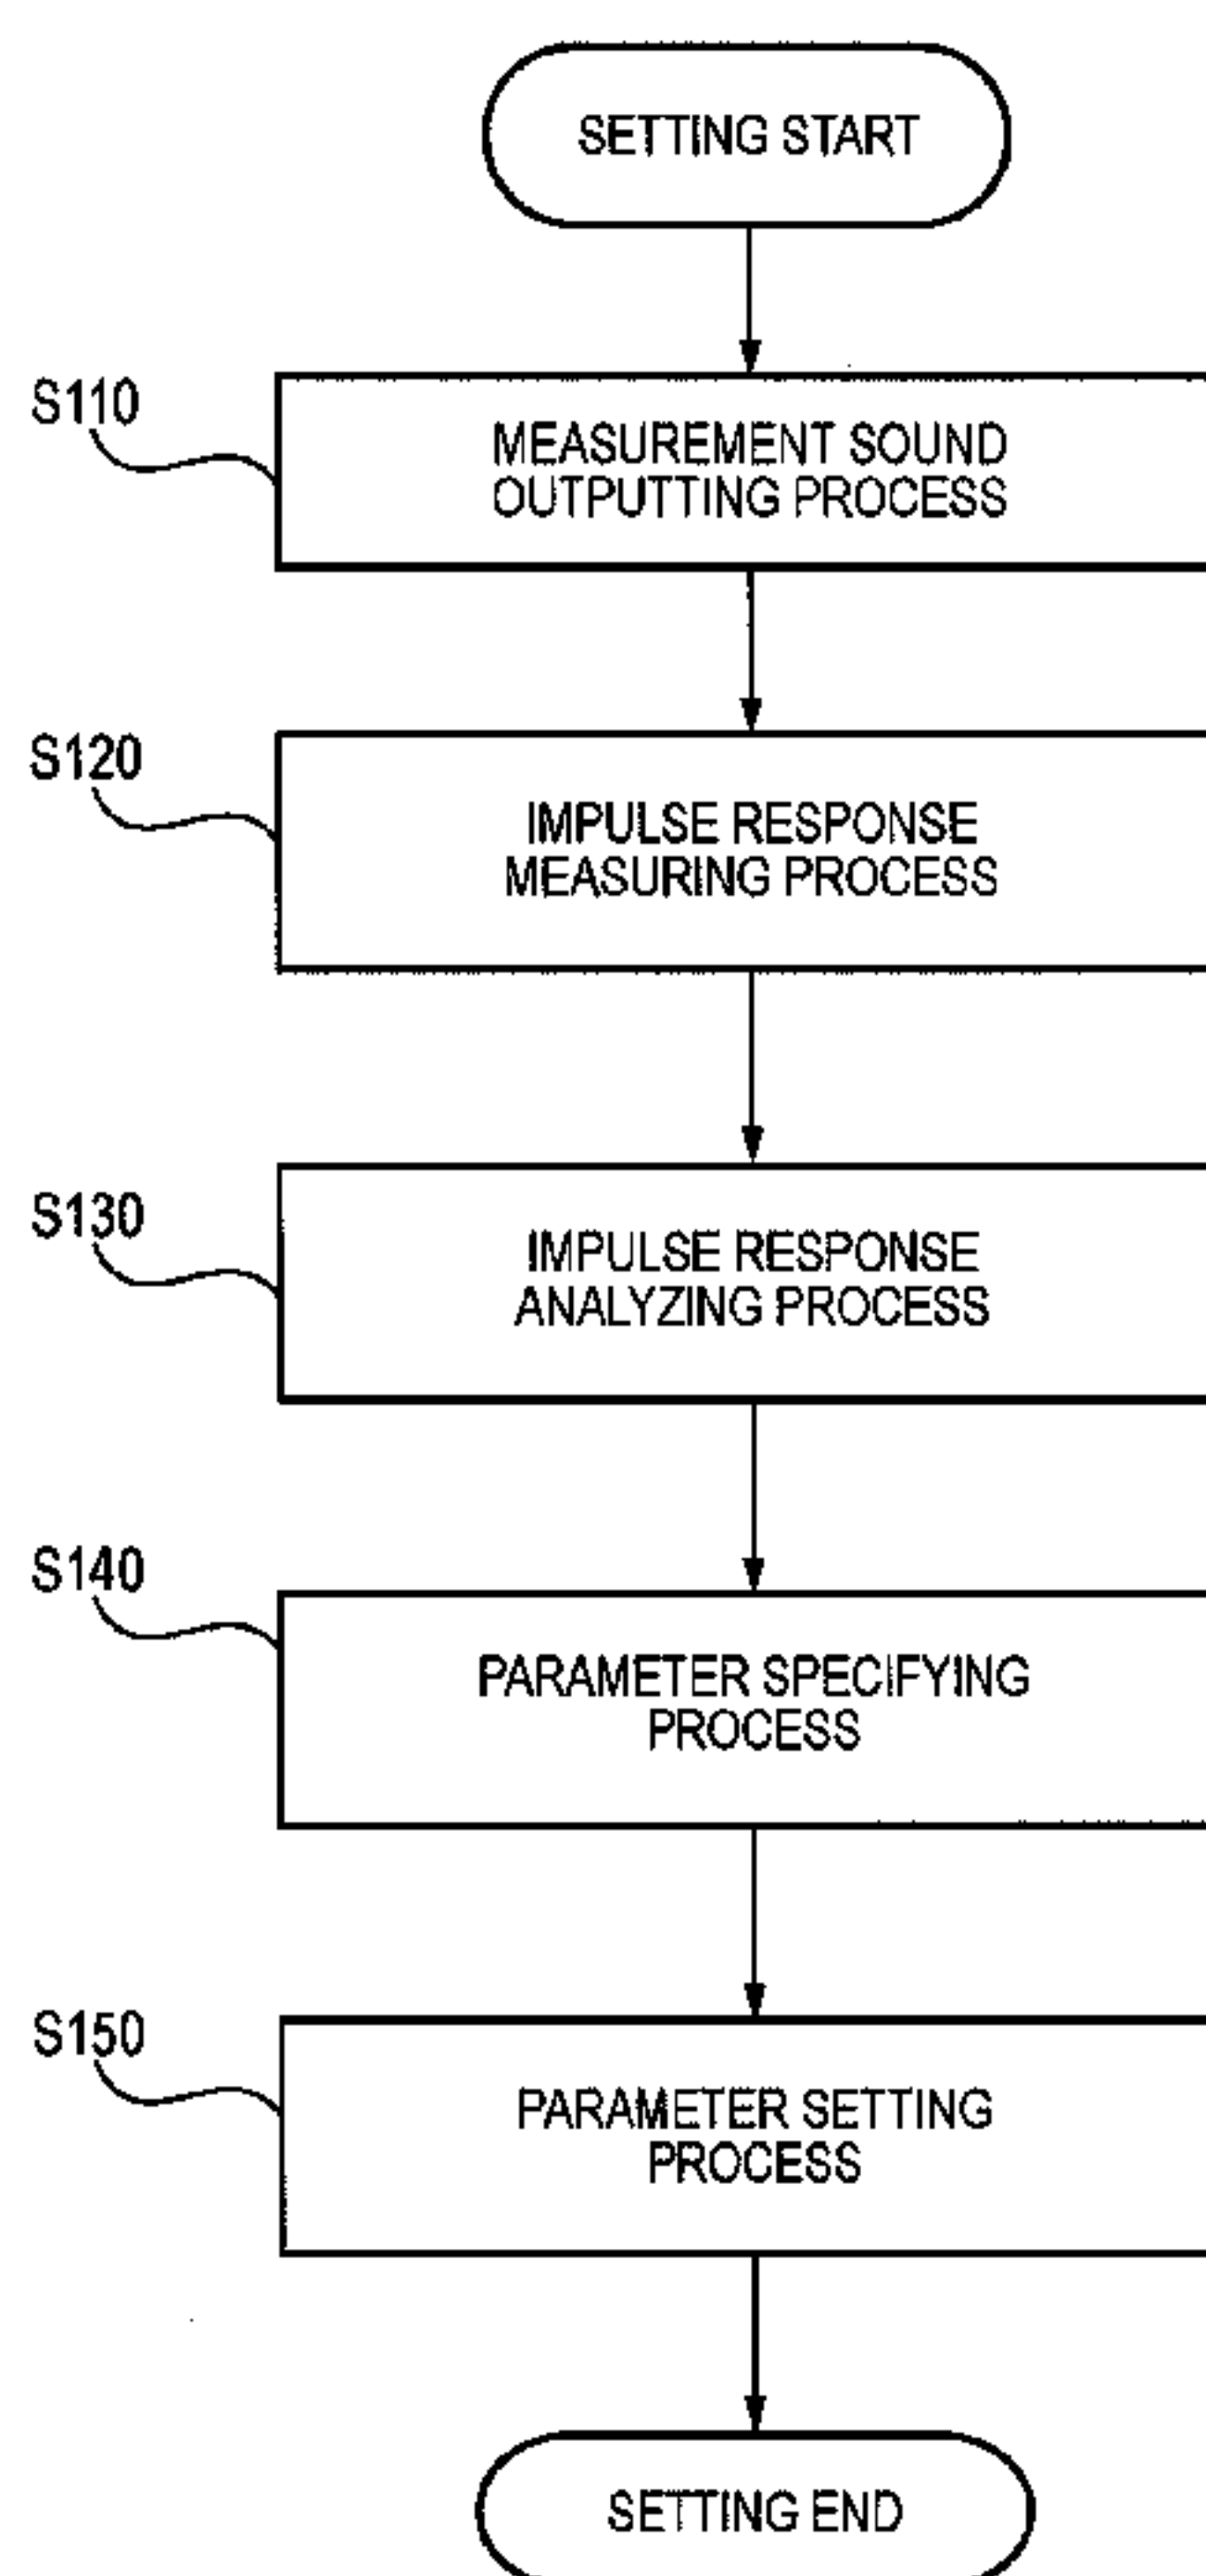 SETTING START
S110
MEASUREMENT SOUND
OUTPUTTING PROCESS
S120
IMPULSE RESPONSE
MEASURING PROCESS
S130
IMPULSE RESPONSE
ANALYZING PROCESS
S140
PARAMETER SPECIFYING
PROCESS
S150
PARAMETER SETTING
PROCESS
SETTING END